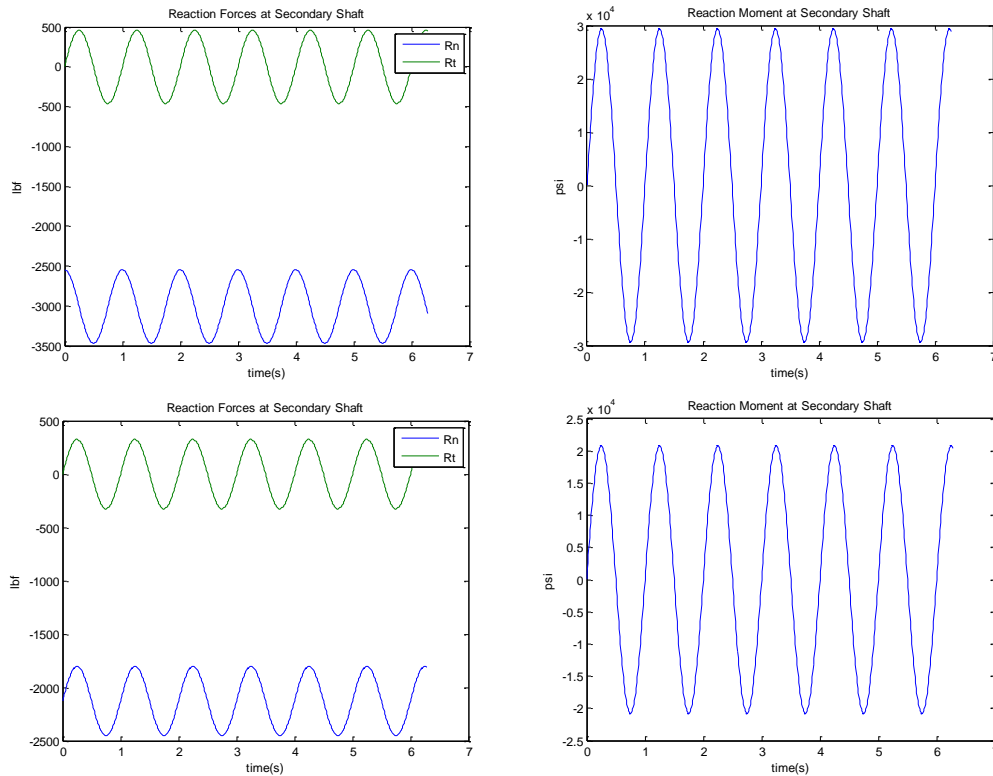 Reaction Forces at Secondary Shaft
500
0
-500
-1000
-1500
-2000
-2500
-3000
-3500
lbf
Rn
Rt
0 1 2 3 4 5 6 7
time(s)
Reaction Moment at Secondary Shaft
x 10^4
3
2
1
0
-1
-2
-3
psi
0 1 2 3 4 5 6 7
time(s)
Reaction Forces at Secondary Shaft
500
0
-500
-1000
-1500
-2000
-2500
lbf
Rn
Rt
0 1 2 3 4 5 6 7
time(s)
Reaction Moment at Secondary Shaft
x 10^4
2.5
2
1.5
1
0.5
0
-0.5
-1
-1.5
-2
-2.5
psi
0 1 2 3 4 5 6 7
time(s)